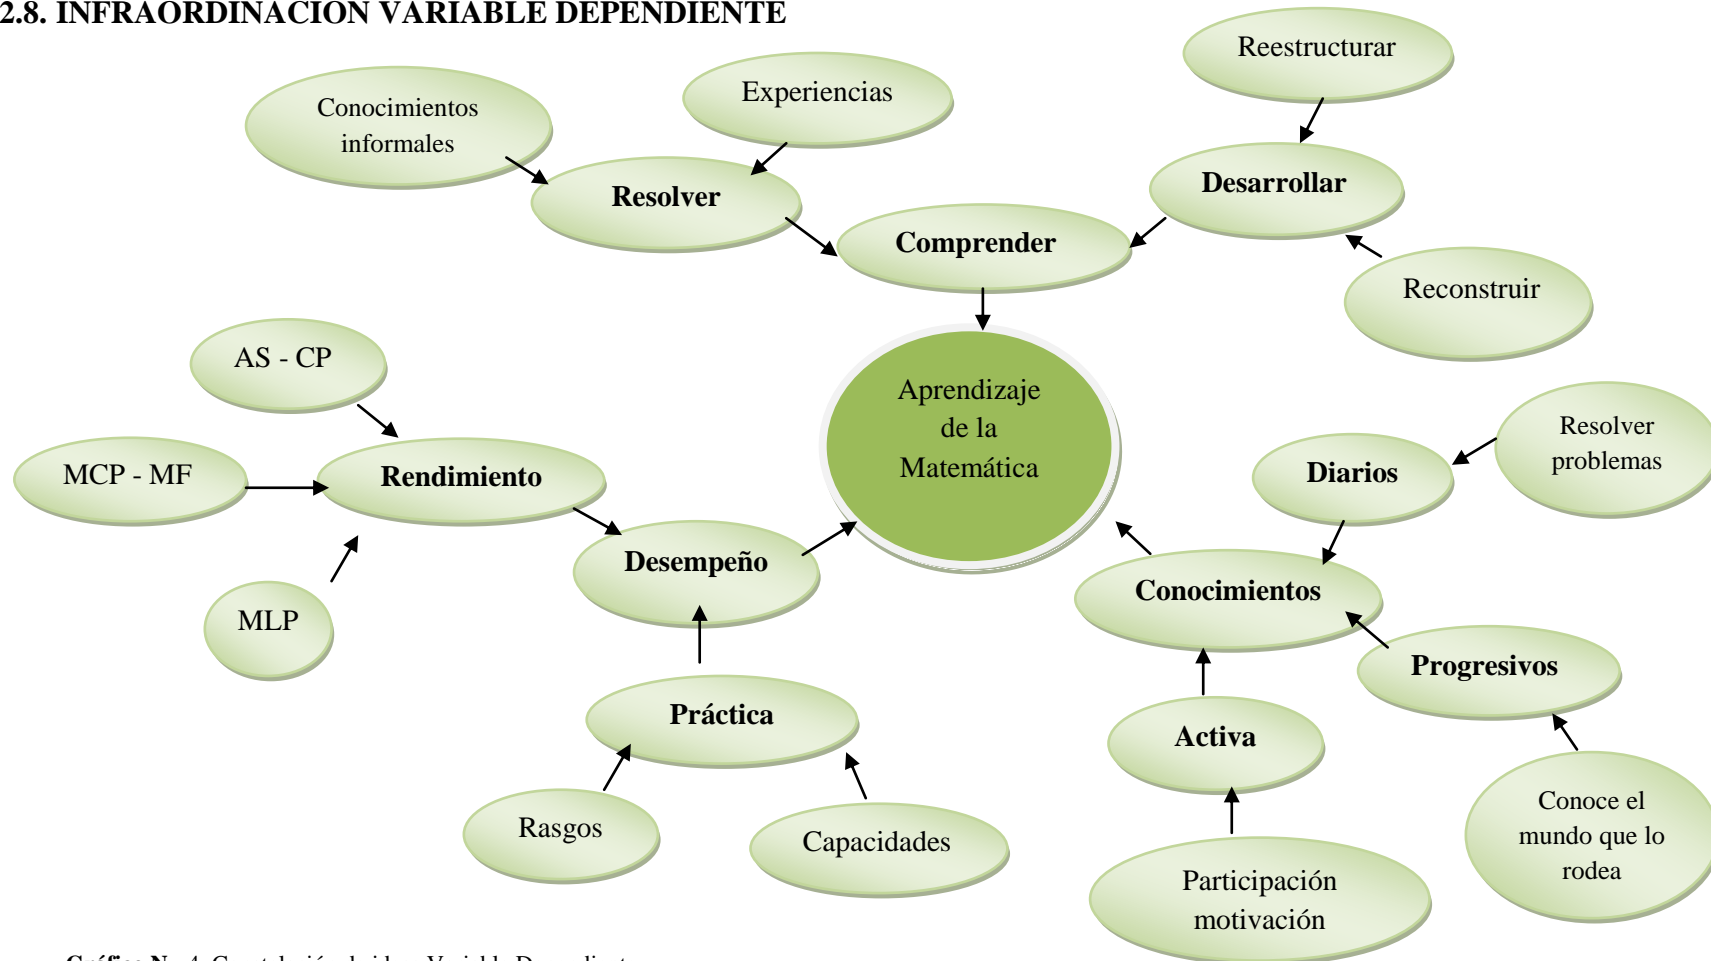 2.8. INFRAORDINACIÓN VARIABLE DEPENDIENTE
Reestructurar
Experiencias
Conocimientos
informales
Resolver
Desarrollar
Comprender
Reconstruir
AS - CP
Aprendizaje
de la
Matemática
MCP - MF
Rendimiento
Diarios
Resolver
problemas
Desempeño
MLP
Conocimientos
Progresivos
Práctica
Activa
Rasgos
Capacidades
Conoce el
mundo que lo
rodea
Participación
motivación